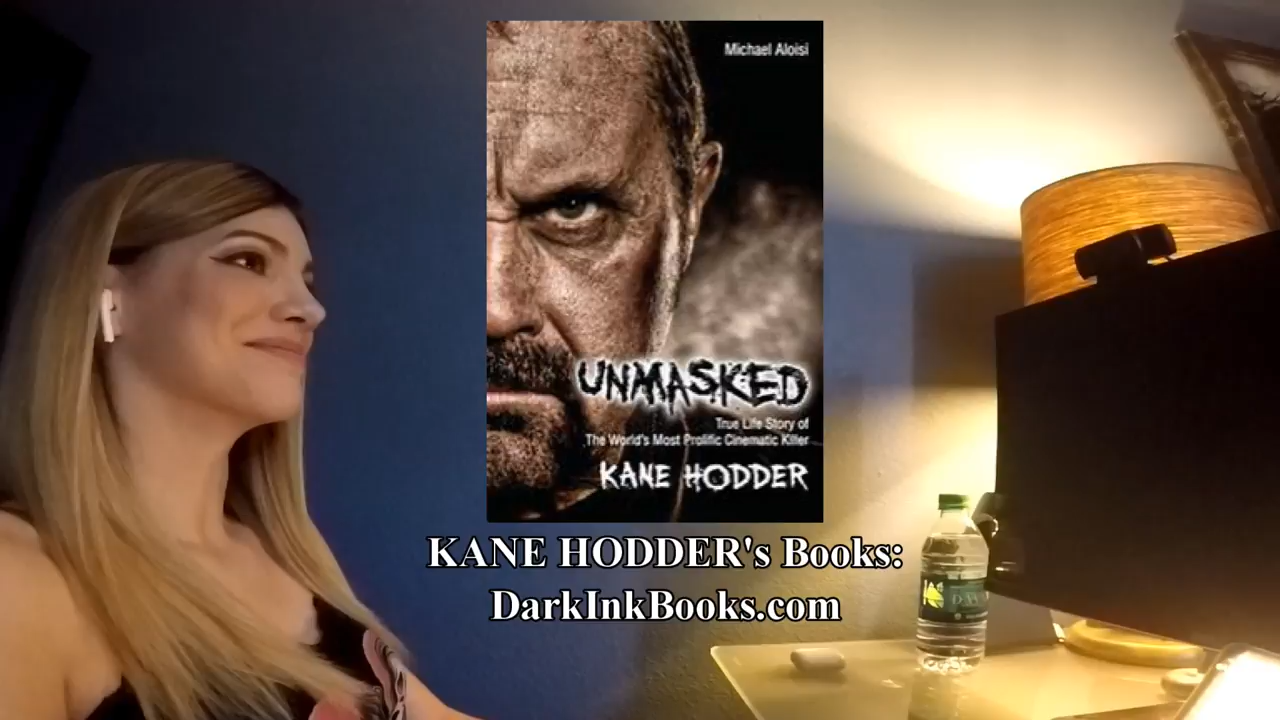 Michael Aloisi
UNMASKED
True Life Story of
The World's Most Prolific Cinematic Killer
KANE HODDER
KANE HODDER's Books:
DarkInkBooks.com